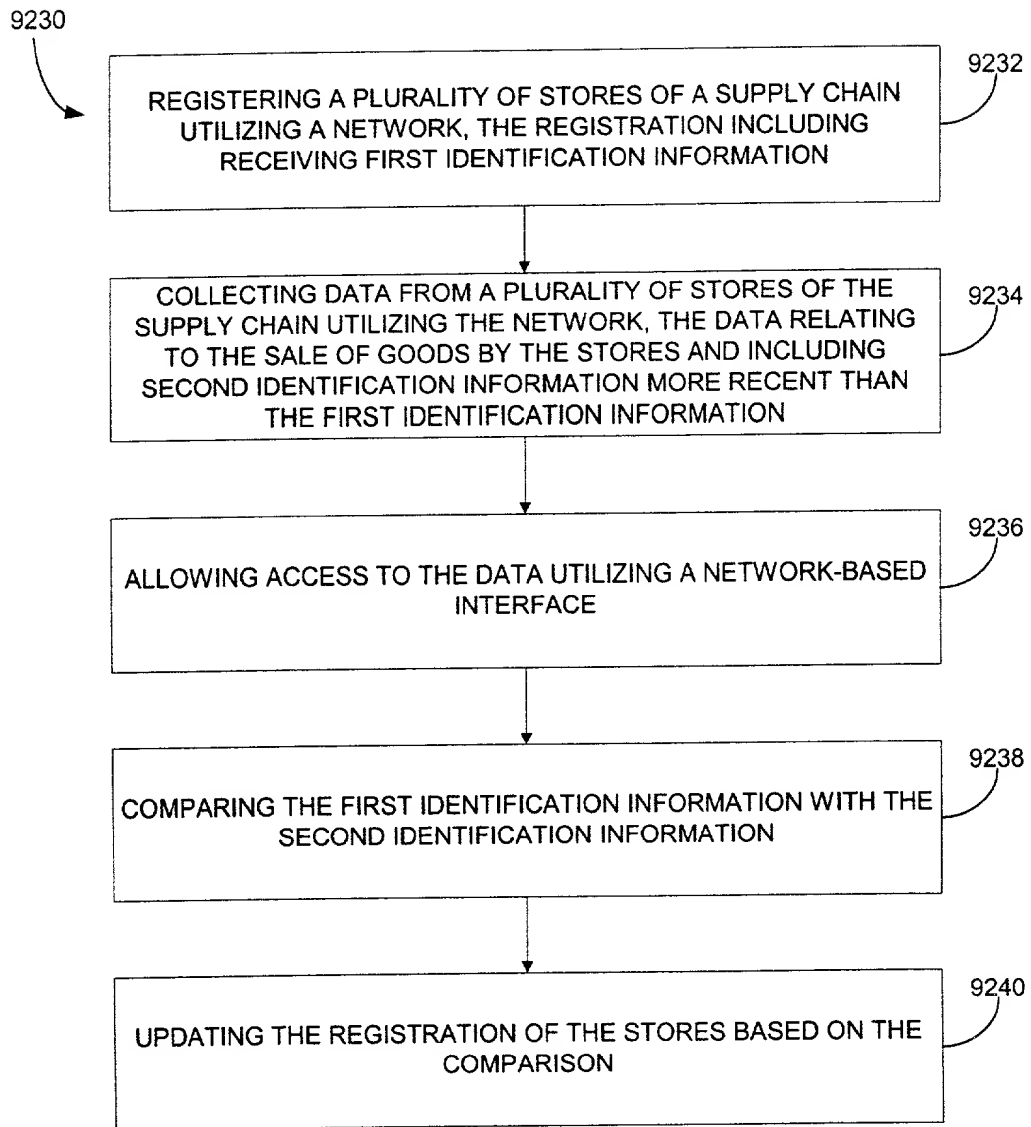 9230
9232
REGISTERING A PLURALITY OF STORES OF A SUPPLY CHAIN
UTILIZING A NETWORK, THE REGISTRATION INCLUDING
RECEIVING FIRST IDENTIFICATION INFORMATION
9234
COLLECTING DATA FROM A PLURALITY OF STORES OF THE
SUPPLY CHAIN UTILIZING THE NETWORK, THE DATA RELATING
TO THE SALE OF GOODS BY THE STORES AND INCLUDING
SECOND IDENTIFICATION INFORMATION MORE RECENT THAN
THE FIRST IDENTIFICATION INFORMATION
9236
ALLOWING ACCESS TO THE DATA UTILIZING A NETWORK-BASED
INTERFACE
9238
COMPARING THE FIRST IDENTIFICATION INFORMATION WITH THE
SECOND IDENTIFICATION INFORMATION
9240
UPDATING THE REGISTRATION OF THE STORES BASED ON THE
COMPARISON